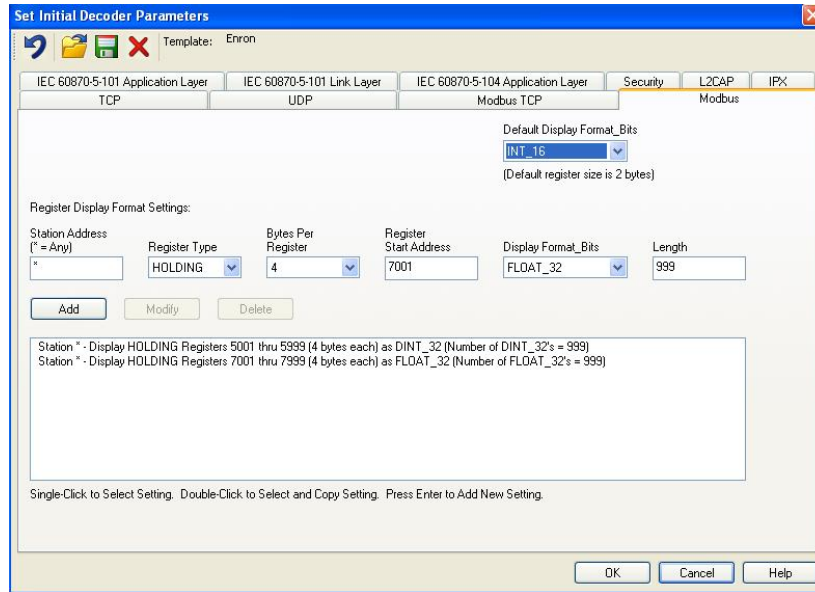 Set Initial Decoder Parameters
Template: Enron
IEC 60870-5-101 Application Layer IEC 60870-5-101 Link Layer IEC 60870-5-104 Application Layer Security L2CAP IPX
TCP UDP Modbus TCP Modbus
Default Display Format_Bits
INT_16
(Default register size is 2 bytes)
Register Display Format Settings:
Station Address Bytes Per Register
(* = Any) Register Type Register Start Address Display Format_Bits Length
* HOLDING 4 7001 FLOAT_32 999
Add Modify Delete
Station * - Display HOLDING Registers 5001 thru 5999 (4 bytes each) as DINT_32 (Number of DINT_32's = 999)
Station * - Display HOLDING Registers 7001 thru 7999 (4 bytes each) as FLOAT_32 (Number of FLOAT_32's = 999)
Single-Click to Select Setting. Double-Click to Select and Copy Setting. Press Enter to Add New Setting.
OK Cancel Help